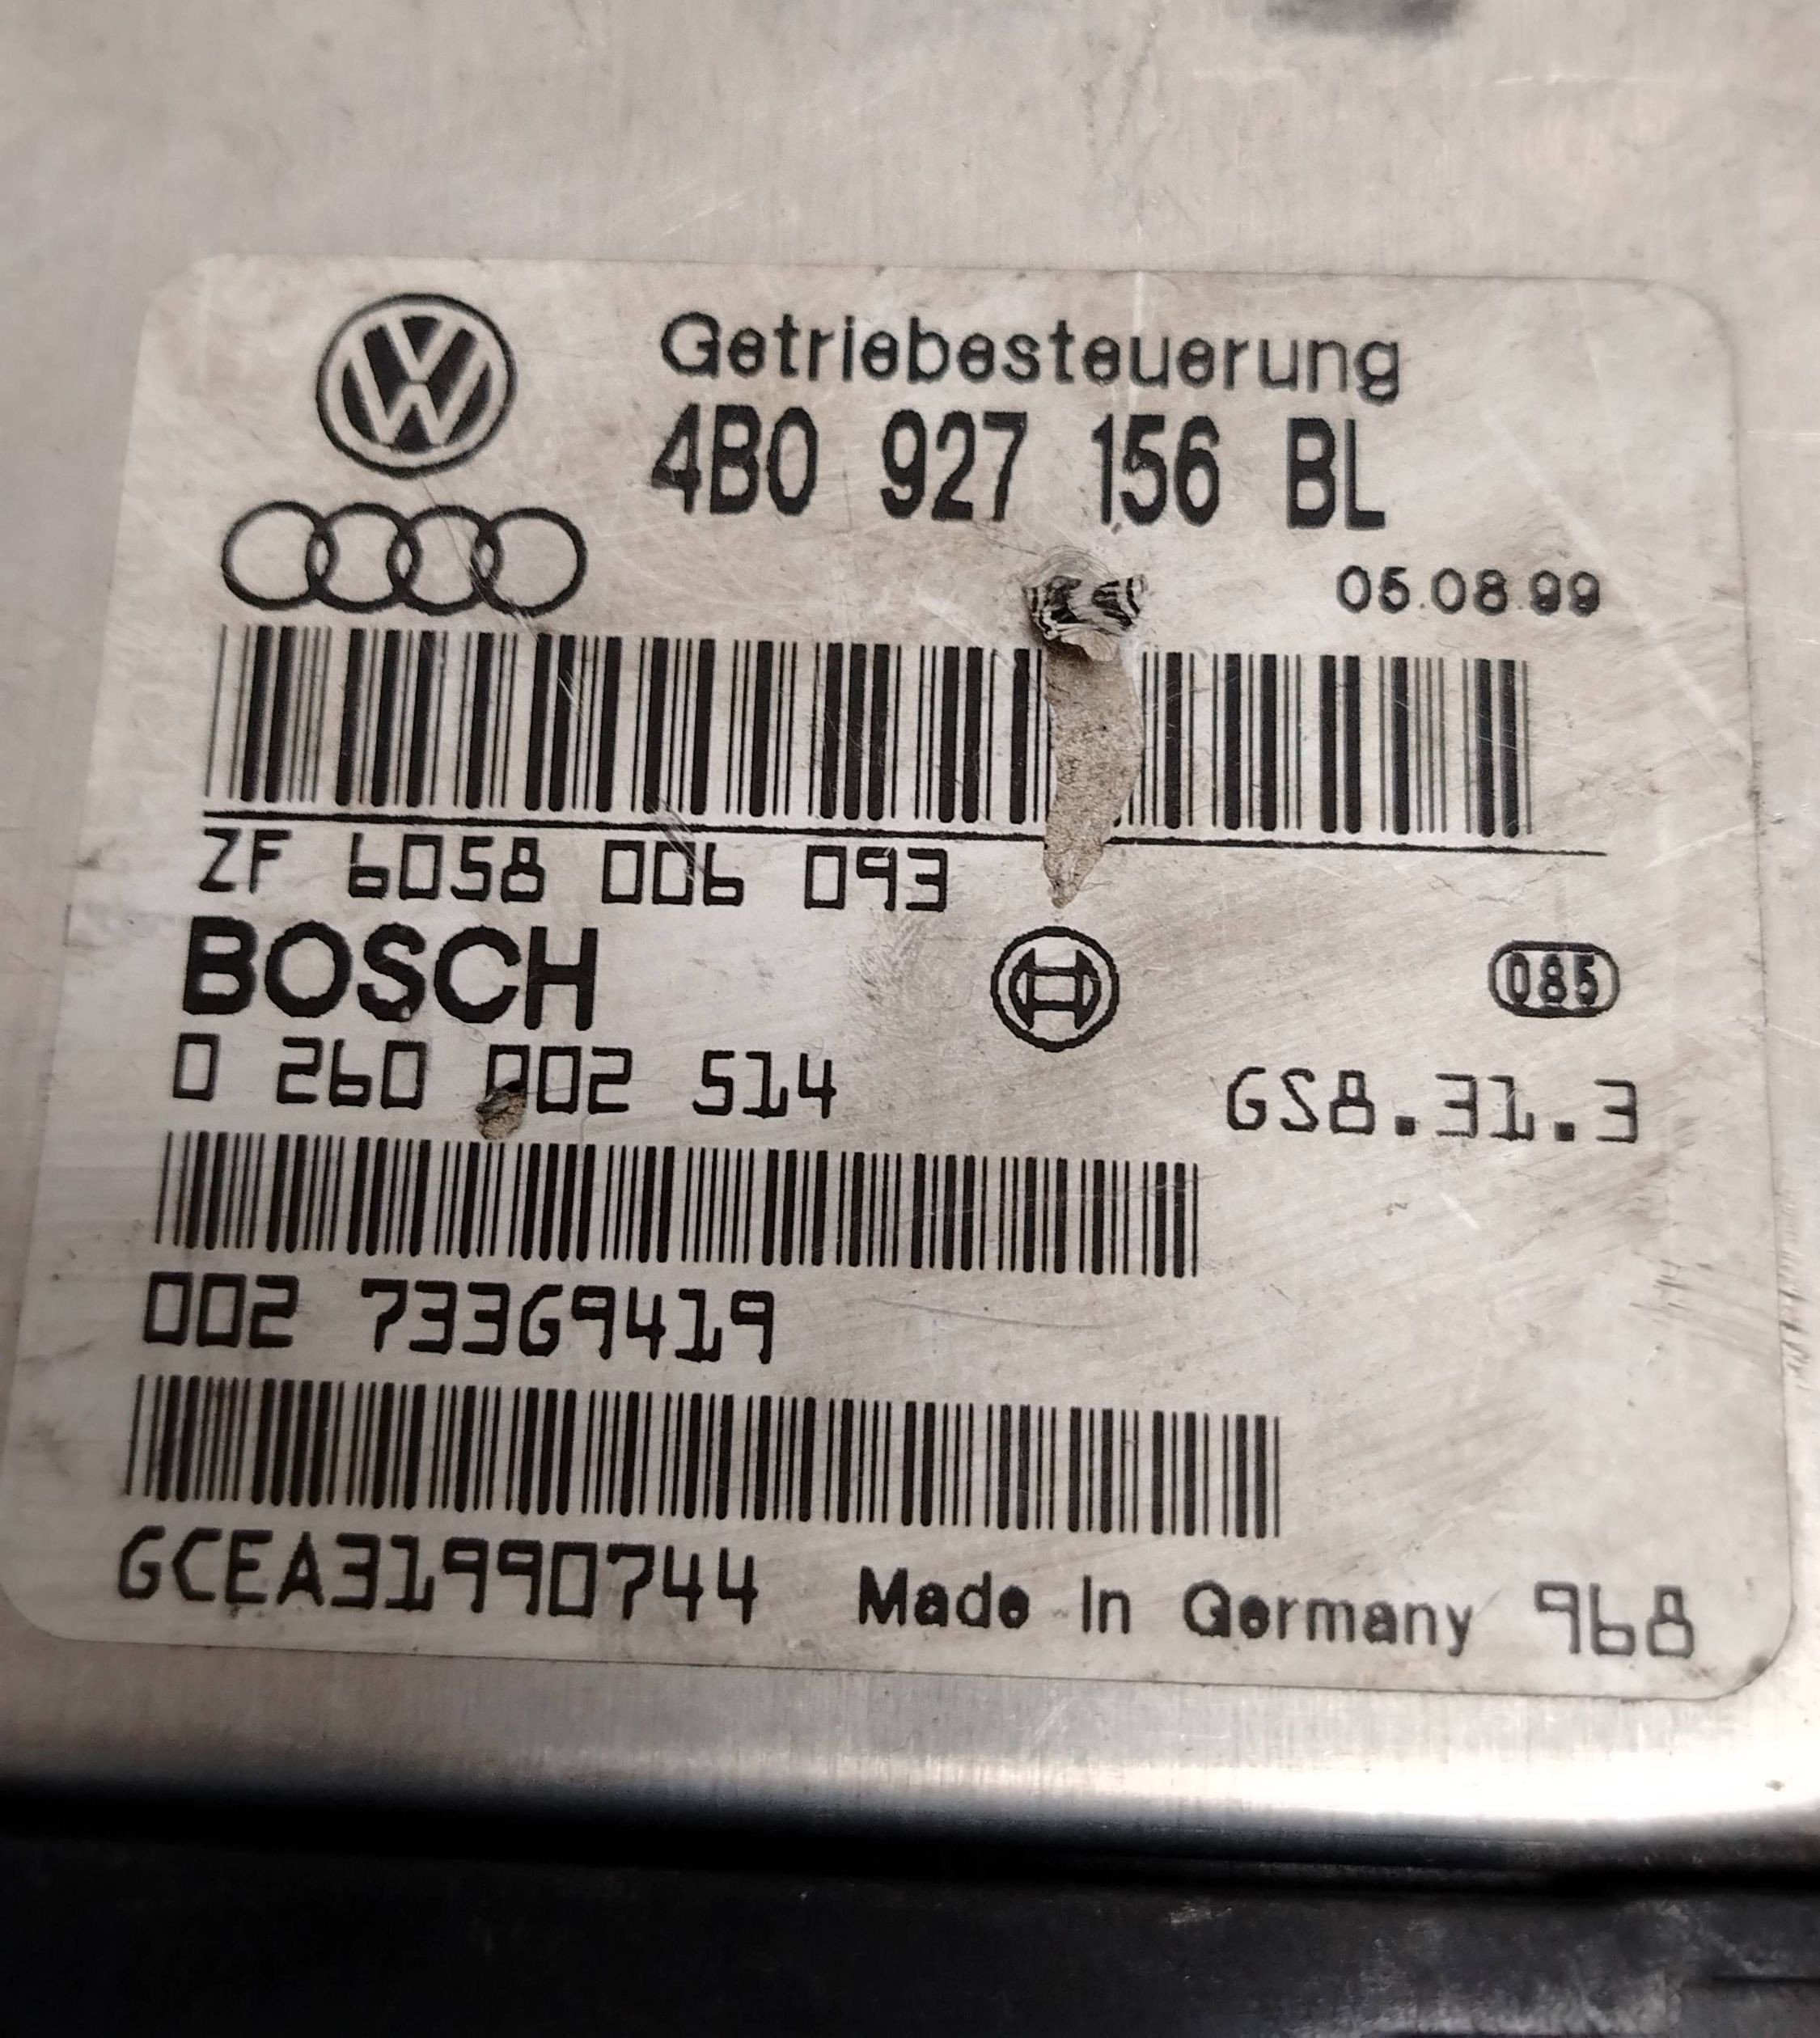 Getriebesteuerung
4B0 927 156 BL
05.08.99
ZF 6058 006 093
BOSCH
085
0 260 002 514
GS8.31.3
002 733G9419
GCEA31990744 Made In Germany 968